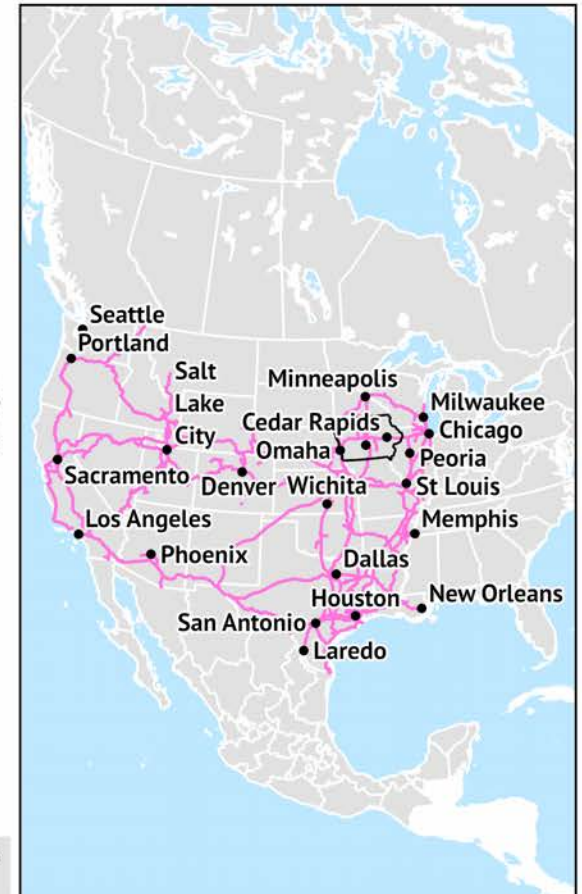 Seattle
Portland
Salt
Lake
City
Minneapolis
Milwaukee
Cedar Rapids
Chicago
Omaha
Peoria
Sacramento
Denver
Wichita
St Louis
Los Angeles
Memphis
Phoenix
Dallas
Houston
New Orleans
San Antonio
Laredo